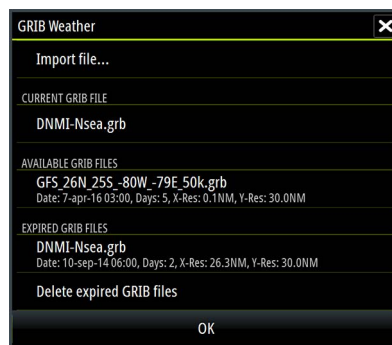 GRIB Weather
Import file...
CURRENT GRIB FILE
DNMI-Nsea.grb
AVAILABLE GRIB FILES
GFS_26N_25S_-80W_-79E_50k.grb
Date: 7-apr-16 03:00, Days: 5, X-Res: 0.1NM, Y-Res: 30.0NM
EXPIRED GRIB FILES
DNMI-Nsea.grb
Date: 10-sep-14 06:00, Days: 2, X-Res: 26.3NM, Y-Res: 30.0NM
Delete expired GRIB files
OK